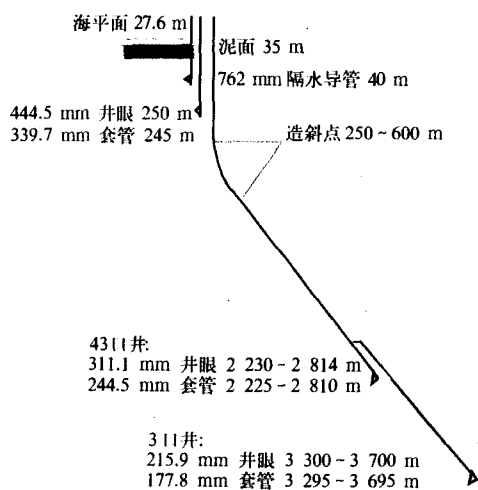 海平面 27.6 m
泥面 35 m
762 mm 隔水导管 40 m
444.5 mm 井眼 250 m
339.7 mm 套管 245 m
造斜点 250~600 m
43口井:
311.1 mm 井眼 2 230~2 814 m
244.5 mm 套管 2 225~2 810 m
3口井:
215.9 mm 井眼 3 300~3 700 m
177.8 mm 套管 3 295~3 695 m